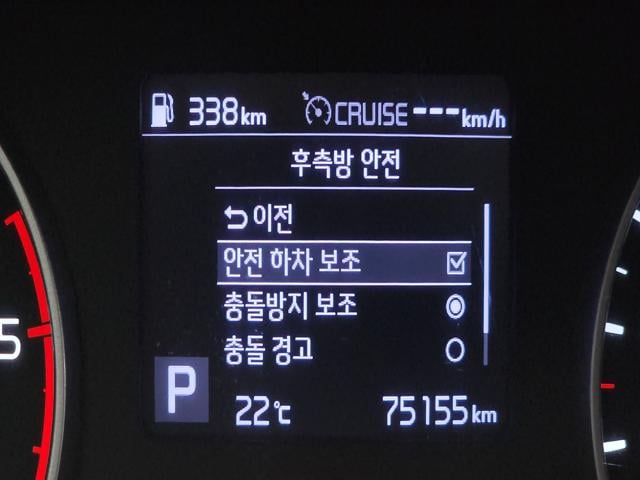 338km CRUISE ---km/h
후측방 안전
이전
안전 하차 보조
충돌방지 보조
충돌 경고
P
22℃ 75155km
5